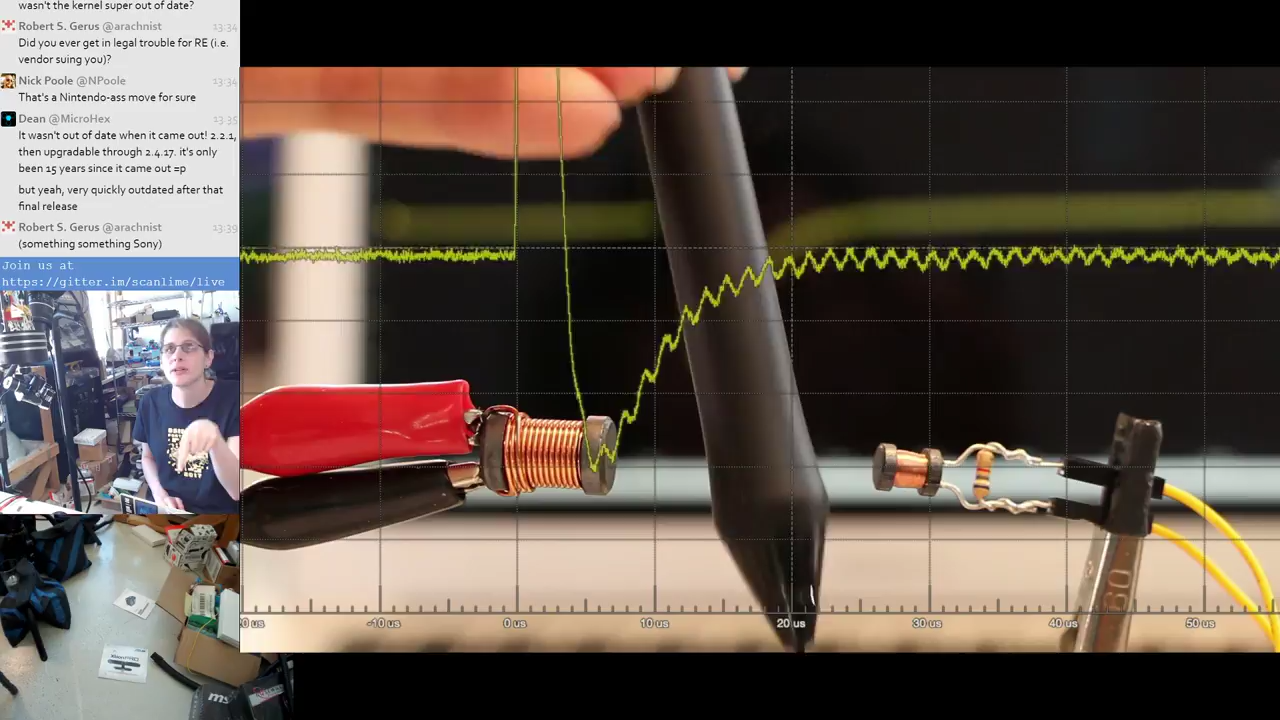 wasn't the kernel super out of date?
Robert S. Gerus @arachnist 13:34
Did you ever get in legal trouble for RE (i.e.
vendor suing you)?
Nick Poole @NPoole 13:34
That's a Nintendo-ass move for sure
Dean @MicroHex 13:35
It wasn't out of date when it came out! 2.2.1,
then upgradable through 2.4.17. it's only
been 15 years since it came out =p
but yeah, very quickly outdated after that
final release
Robert S. Gerus @arachnist 13:39
(something something Sony)
Join us at
https://gitter.im/scanlime/live
60
0 us -10 us 0 us 10 us 20 us 30 us 40 us 50 us
msi